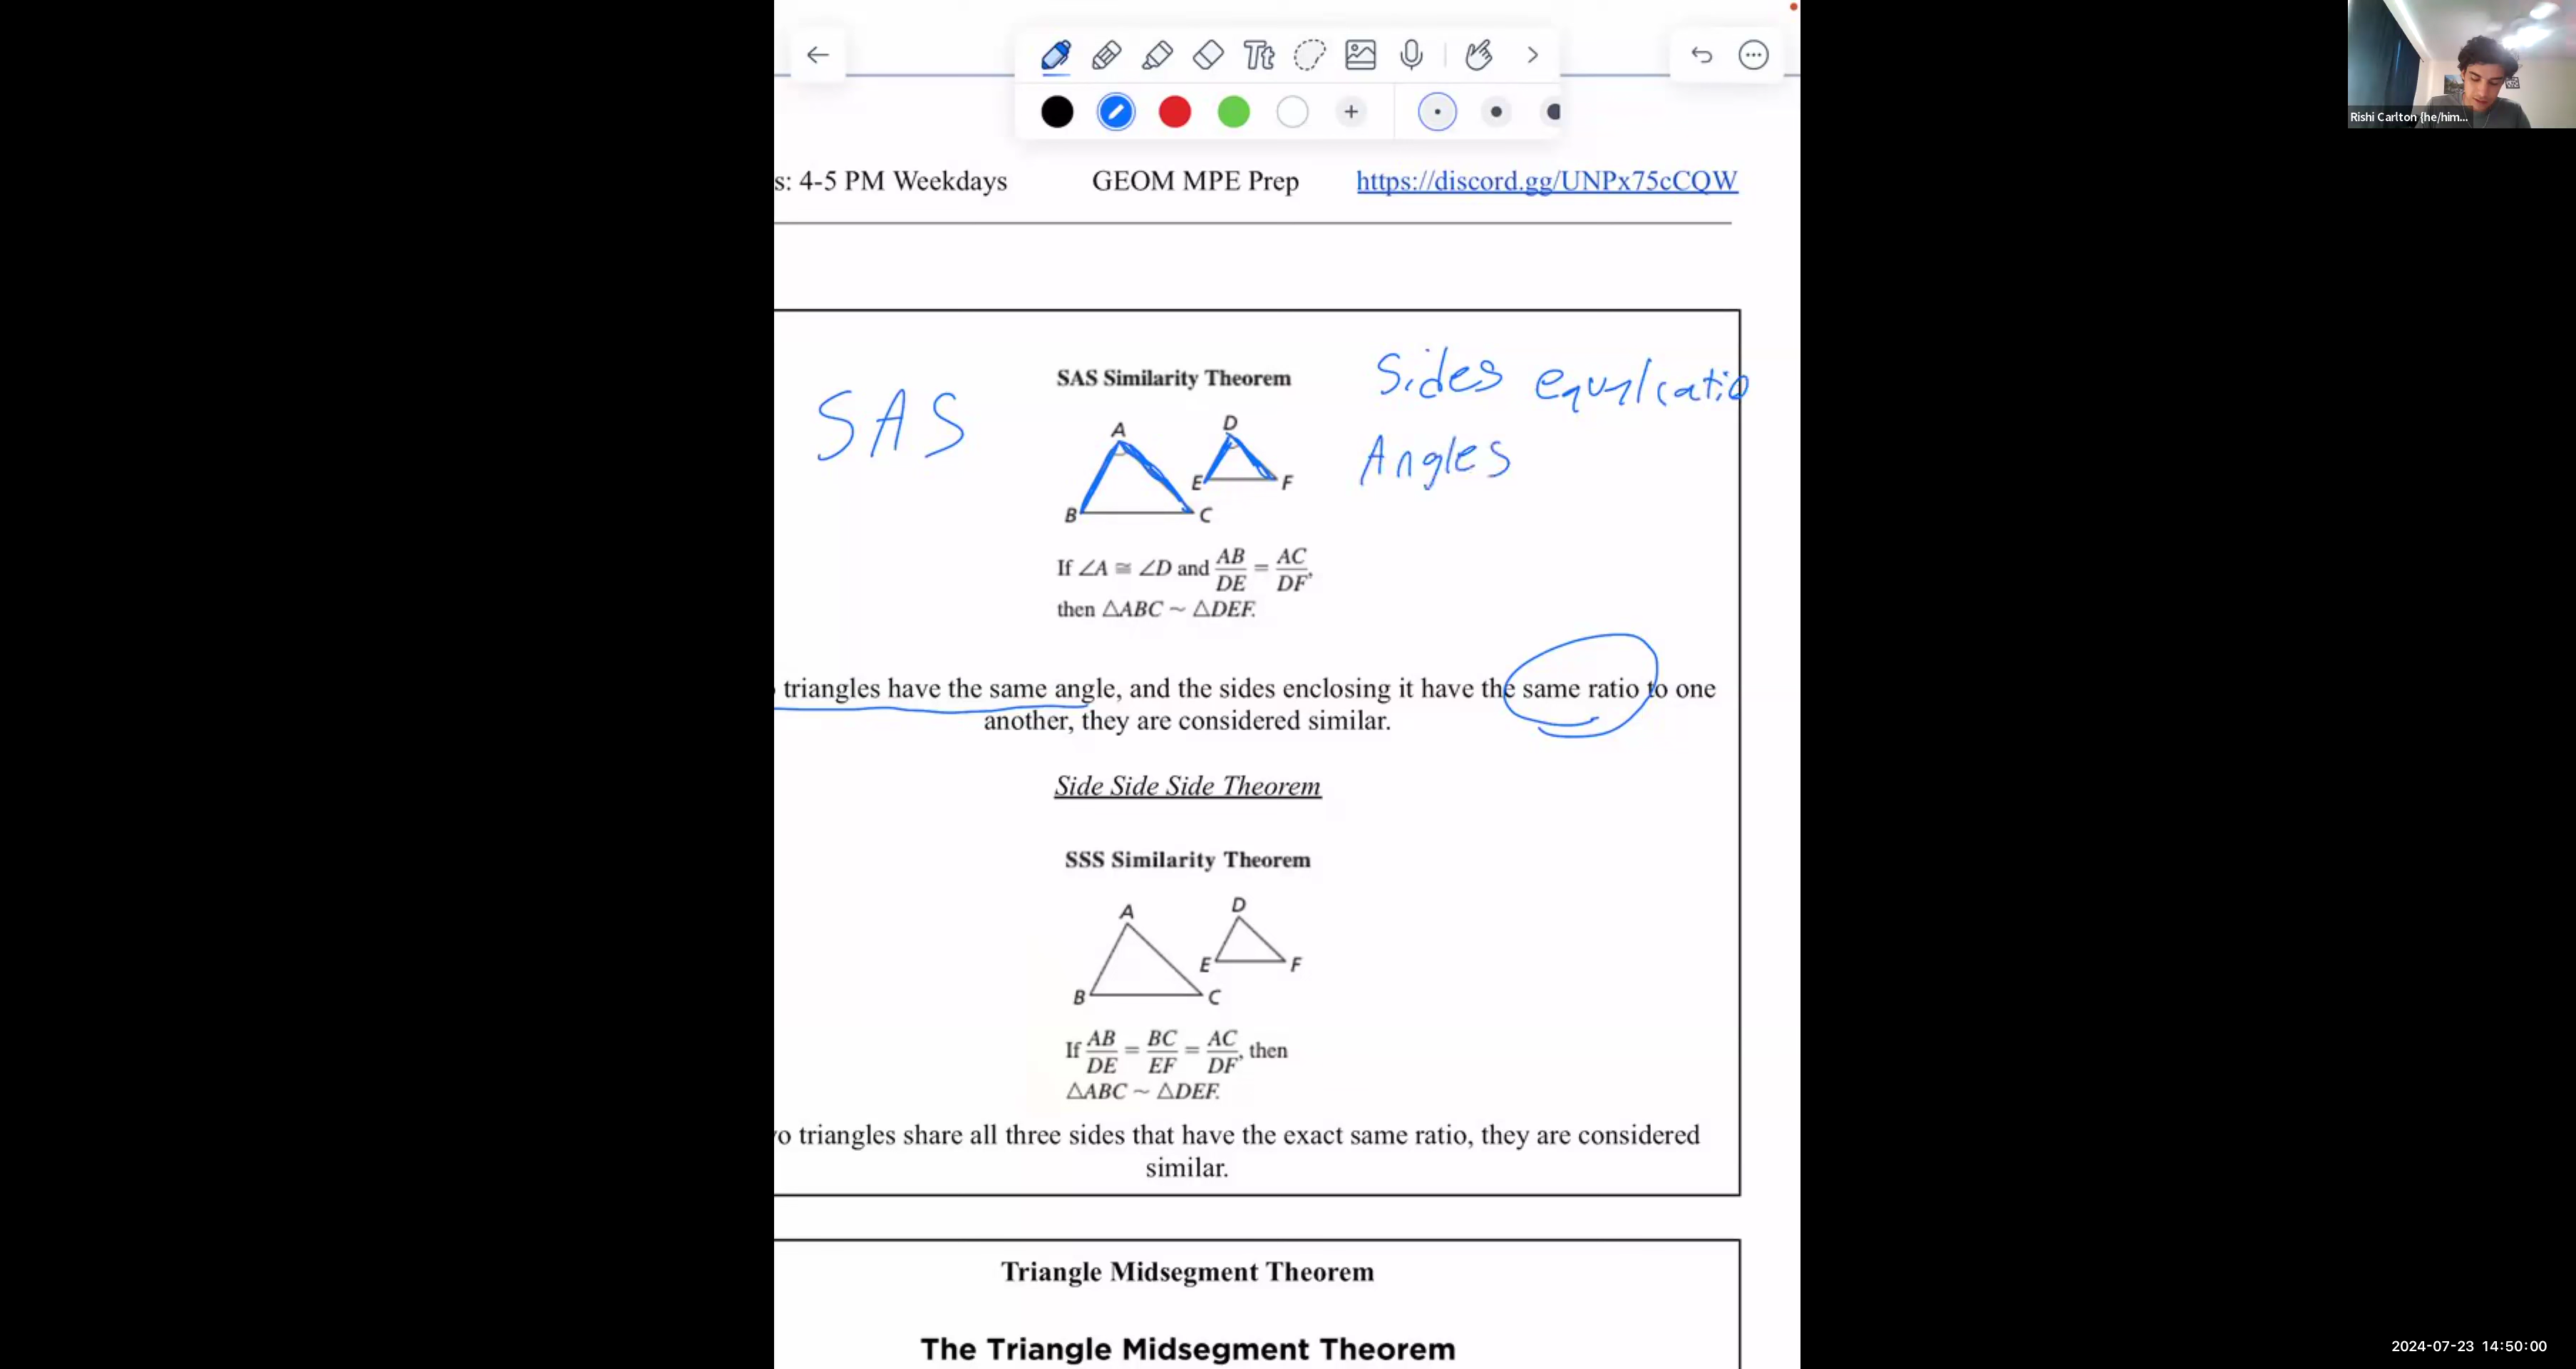 s: 4-5 PM Weekdays GEOM MPE Prep https://discord.gg/UNPx75cCQW
Rishi Carlton (he/him...
SAS Similarity Theorem
Sides equal ratio
Angles
SAS
A
D
E
F
B
C
If ∠A ≅ ∠D and AB/DE = AC/DF,
then △ABC ~ △DEF.
triangles have the same angle, and the sides enclosing it have the same ratio to one
another, they are considered similar.
Side Side Side Theorem
SSS Similarity Theorem
A
D
E
F
B
C
If AB/DE = BC/EF = AC/DF, then
△ABC ~ △DEF.
o triangles share all three sides that have the exact same ratio, they are considered
similar.
Triangle Midsegment Theorem
The Triangle Midsegment Theorem
2024-07-23 14:50:00